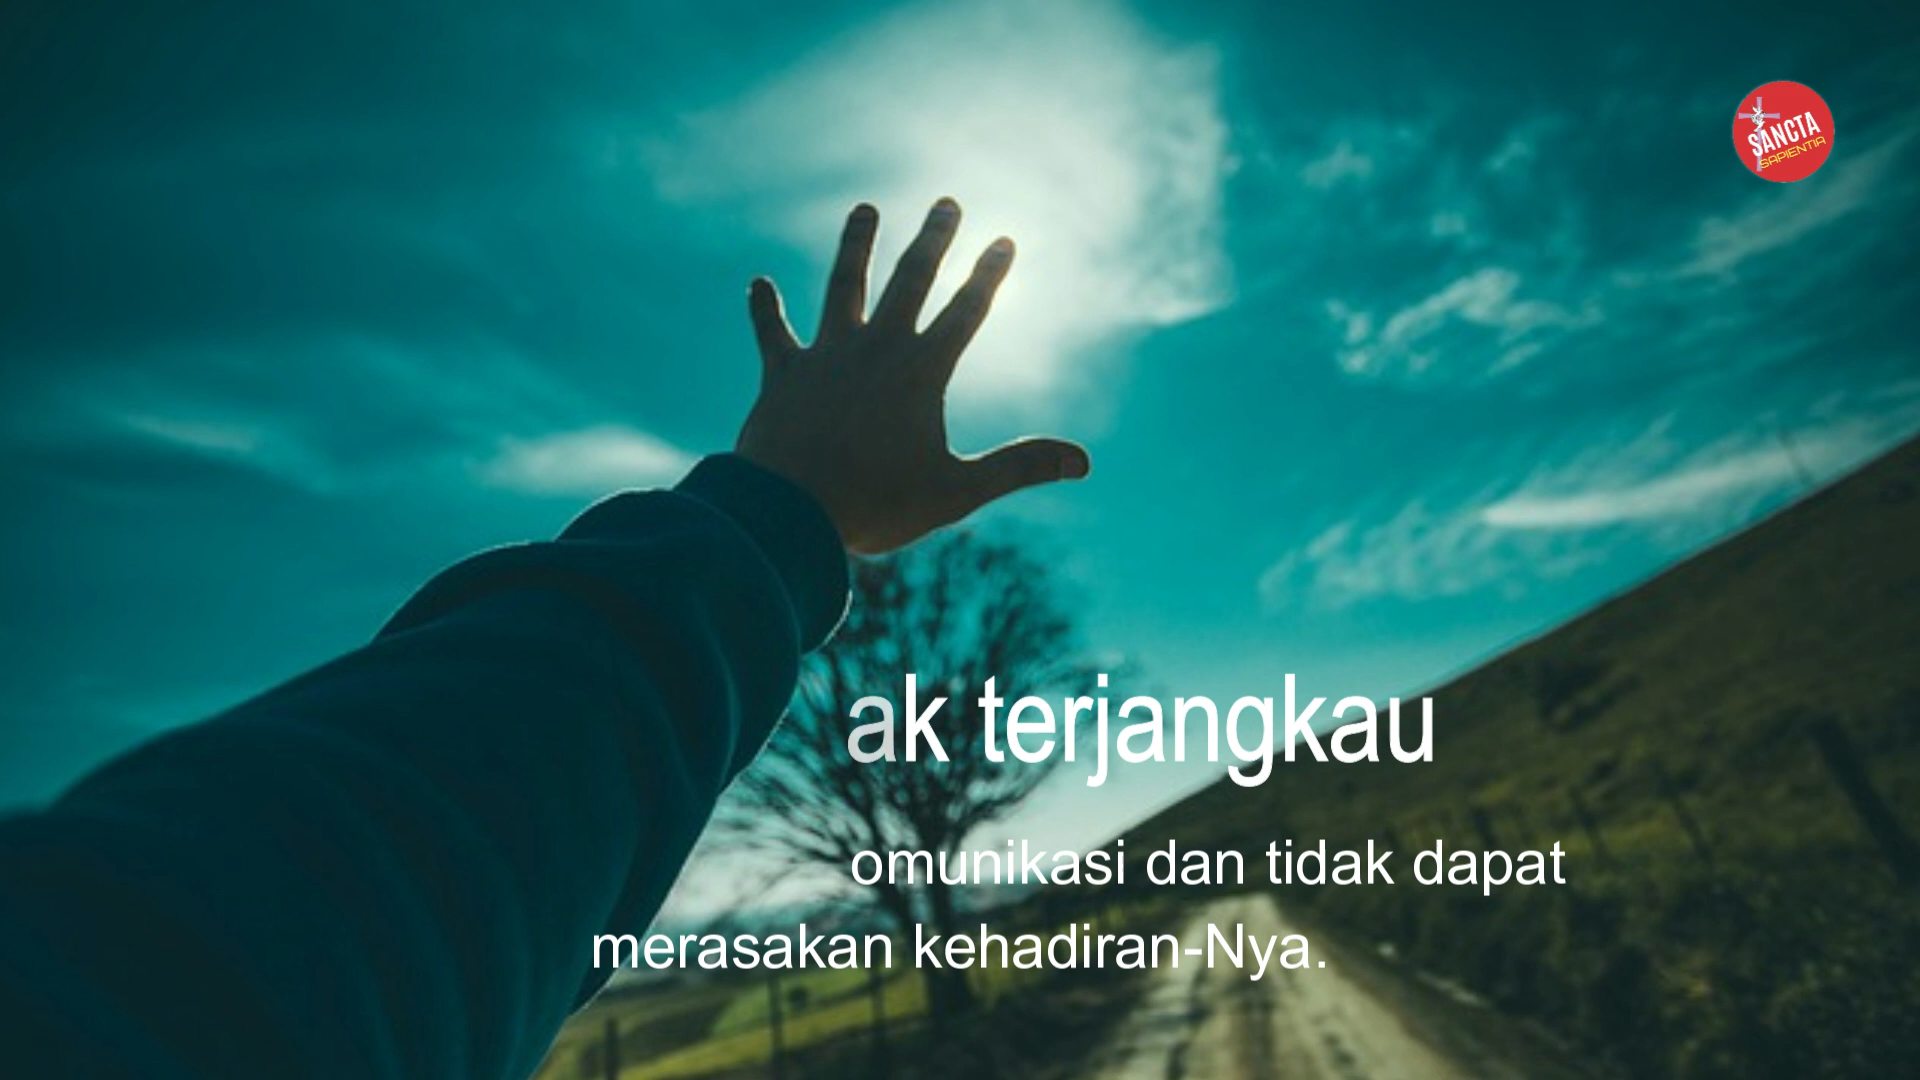 SANCTA
SAPIENTIA
ak terjangkau
omunikasi dan tidak dapat
merasakan kehadiran-Nya.